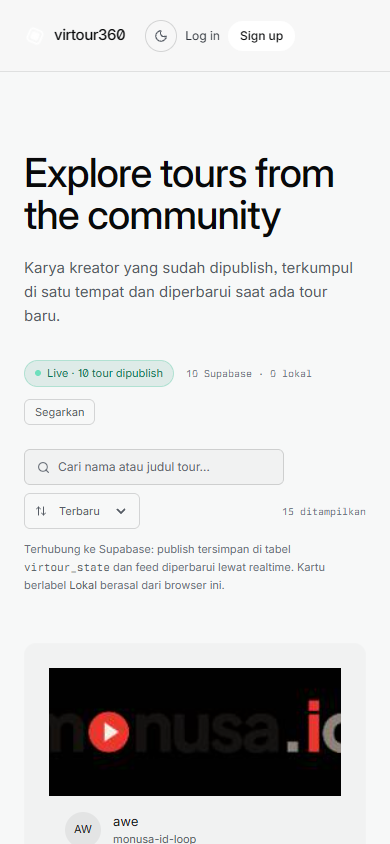 virtour360
Log in
Sign up
Explore tours from
the community
Karya kreator yang sudah dipublish, terkumpul
di satu tempat dan diperbarui saat ada tour
baru.
Live · 10 tour dipublish
10 Supabase · 0 lokal
Segarkan
Cari nama atau judul tour...
Terbaru
15 ditampilkan
Terhubung ke Supabase: publish tersimpan di tabel
virtour_state dan feed diperbarui lewat realtime. Kartu
berlabel Lokal berasal dari browser ini.
monusa.id
AW
awe
monusa-id-loop